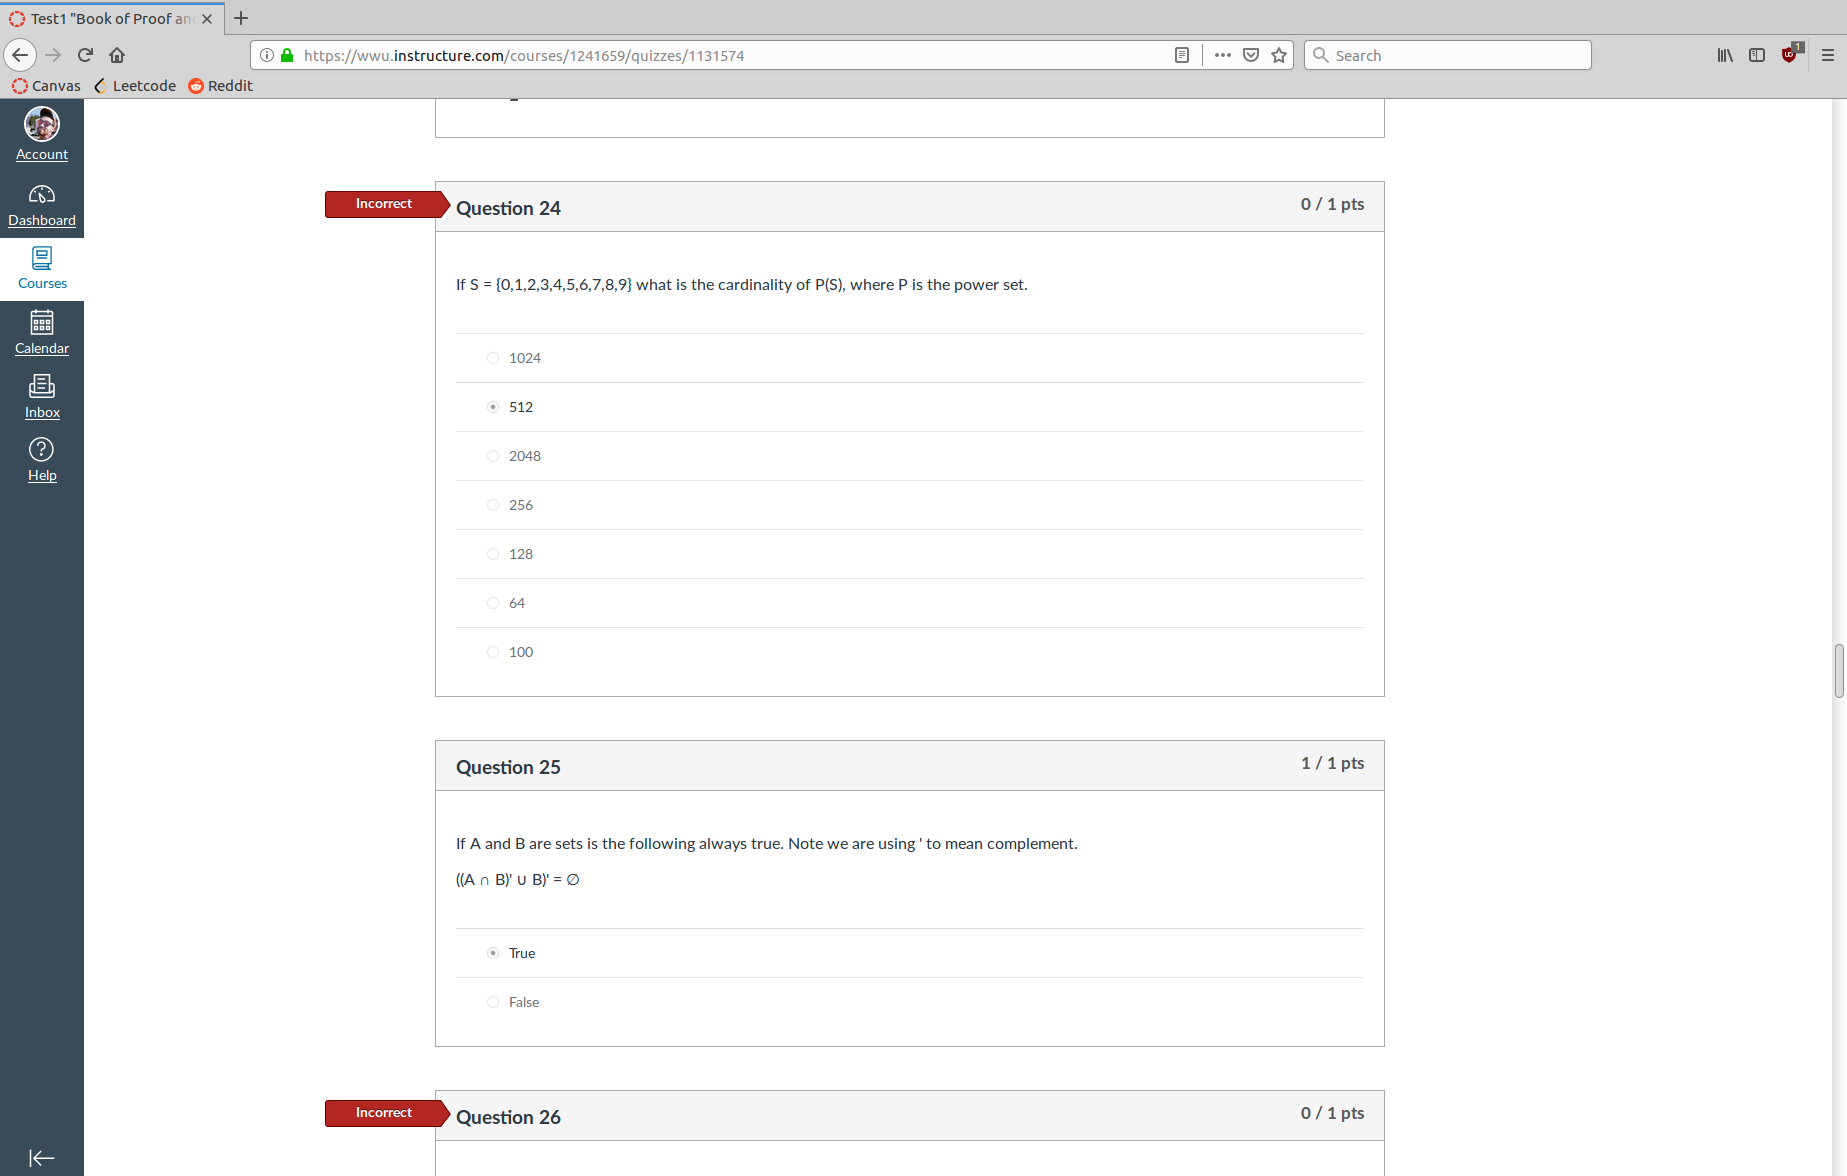 Test1 "Book of Proof an
https://wwu.instructure.com/courses/1241659/quizzes/1131574
Search
1
Canvas
Leetcode
Reddit
Account
Dashboard
Courses
Calendar
Inbox
Help
Incorrect
Question 24
0 / 1 pts
If S = {0,1,2,3,4,5,6,7,8,9} what is the cardinality of P(S), where P is the power set.
1024
512
2048
256
128
64
100
Question 25
1 / 1 pts
If A and B are sets is the following always true. Note we are using ' to mean complement.
((A ∩ B)' ∪ B)' = ∅
True
False
Incorrect
Question 26
0 / 1 pts